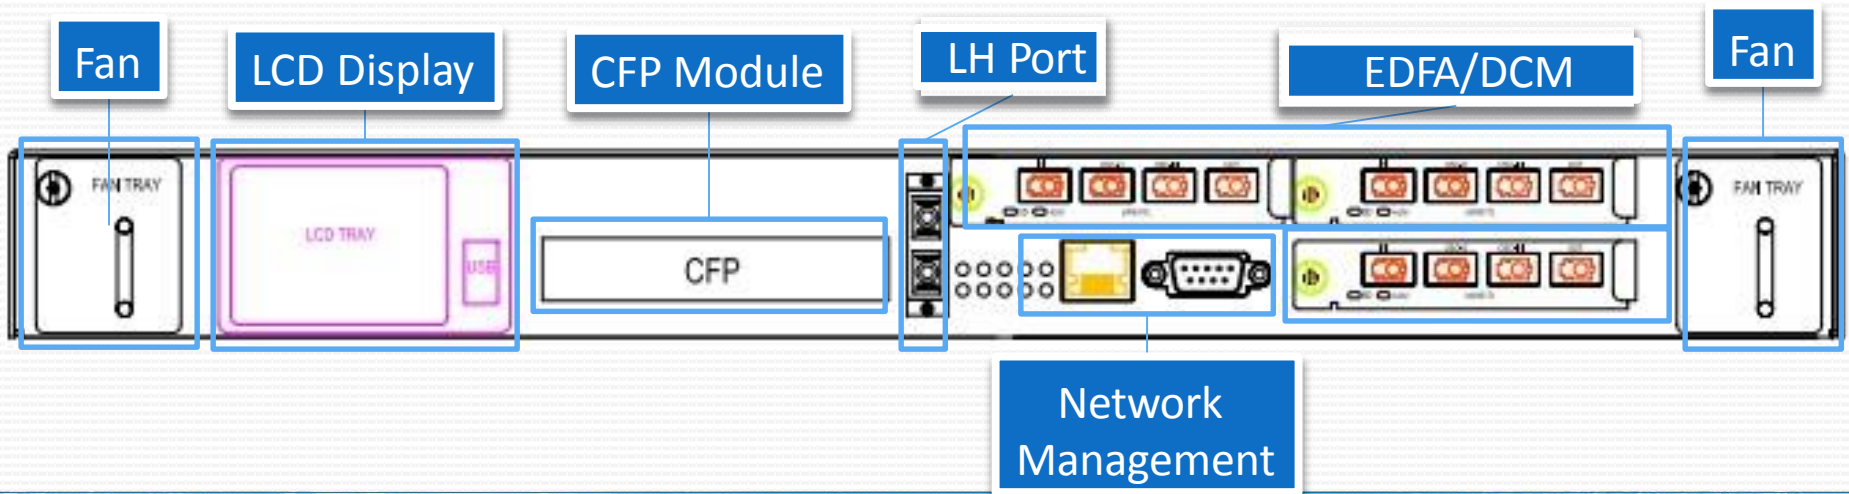 Fan
LCD Display
CFP Module
LH Port
EDFA/DCM
Fan
FAN TRAY
LCD TRAY
USB
CFP
FAN TRAY
Network
Management